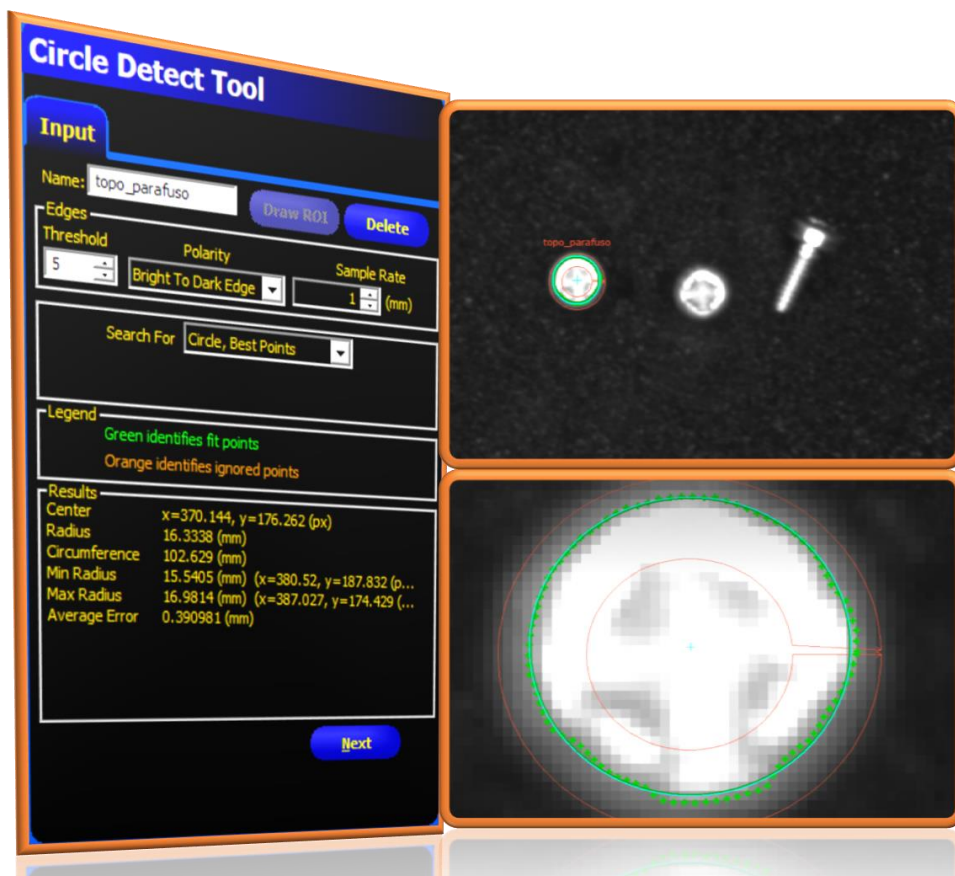 Circle Detect Tool
Input
Name: topo_parafuso
Draw ROI
Delete
Edges
Threshold
Polarity
Sample Rate
5
Bright To Dark Edge
1 (mm)
Search For Circle, Best Points
Legend
Green identifies fit points
Orange identifies ignored points
Results
Center x=370.144, y=176.262 (px)
Radius 16.3338 (mm)
Circumference 102.629 (mm)
Min Radius 15.5405 (mm) (x=380.52, y=187.832 (p...
Max Radius 16.9814 (mm) (x=387.027, y=174.429 (...
Average Error 0.390981 (mm)
Next
topo_parafuso